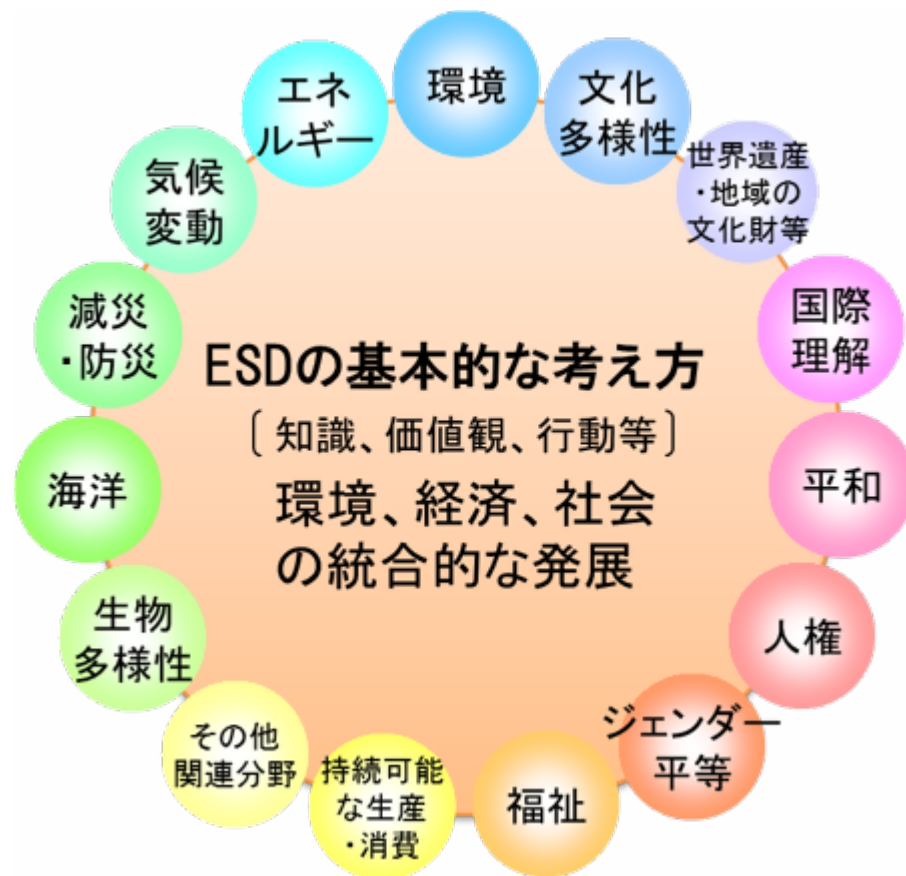 環境
文化
多様性
世界遺産
・地域の
文化財等
国際
理解
平和
人権
ジェンダー
平等
福祉
持続可能
な生産
・消費
その他
関連分野
生物
多様性
海洋
減災
・防災
気候
変動
エネ
ルギー
ESDの基本的な考え方
〔知識、価値観、行動等〕
環境、経済、社会
の統合的な発展